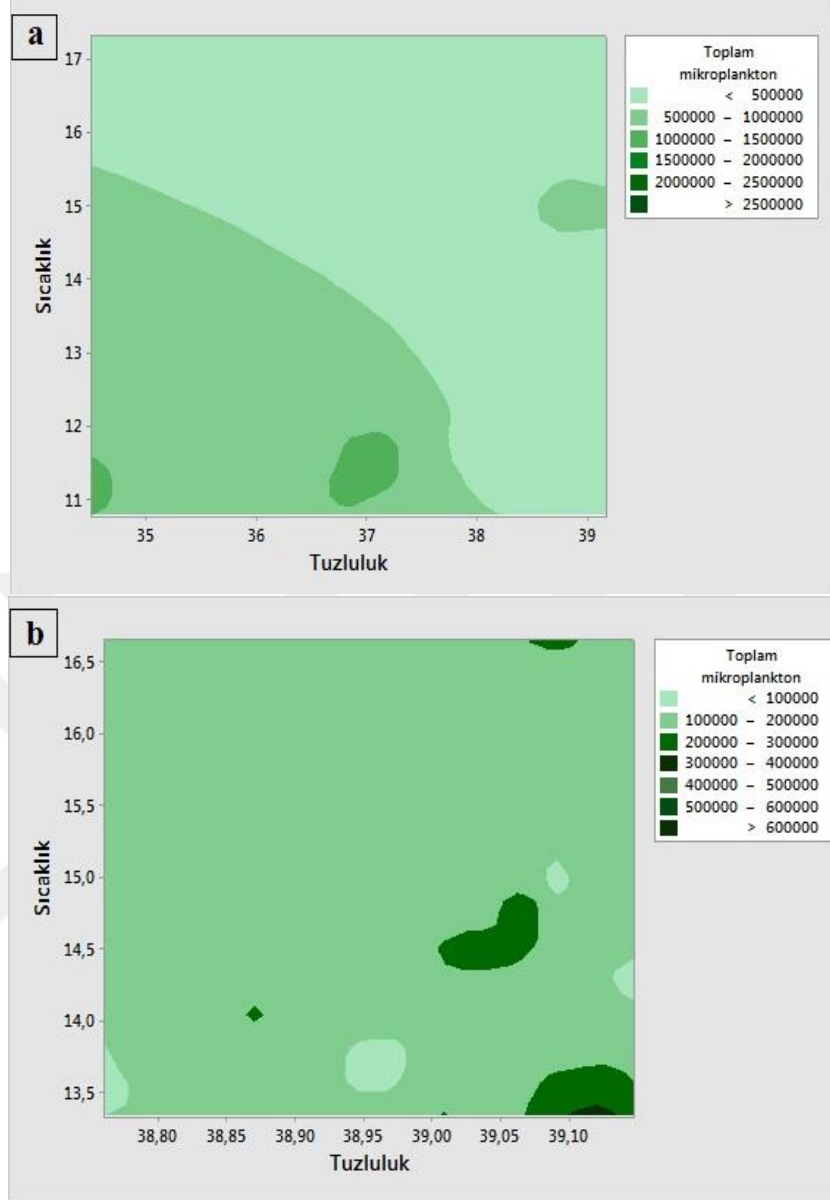 a
Toplam
mikroplankton
< 500000
500000 – 1000000
1000000 – 1500000
1500000 – 2000000
2000000 – 2500000
> 2500000
17
16
15
14
13
12
11
Sıcaklık
35 36 37 38 39
Tuzluluk
b
Toplam
mikroplankton
< 100000
100000 – 200000
200000 – 300000
300000 – 400000
400000 – 500000
500000 – 600000
> 600000
16,5
16,0
15,5
15,0
14,5
14,0
13,5
Sıcaklık
38,80 38,85 38,90 38,95 39,00 39,05 39,10
Tuzluluk